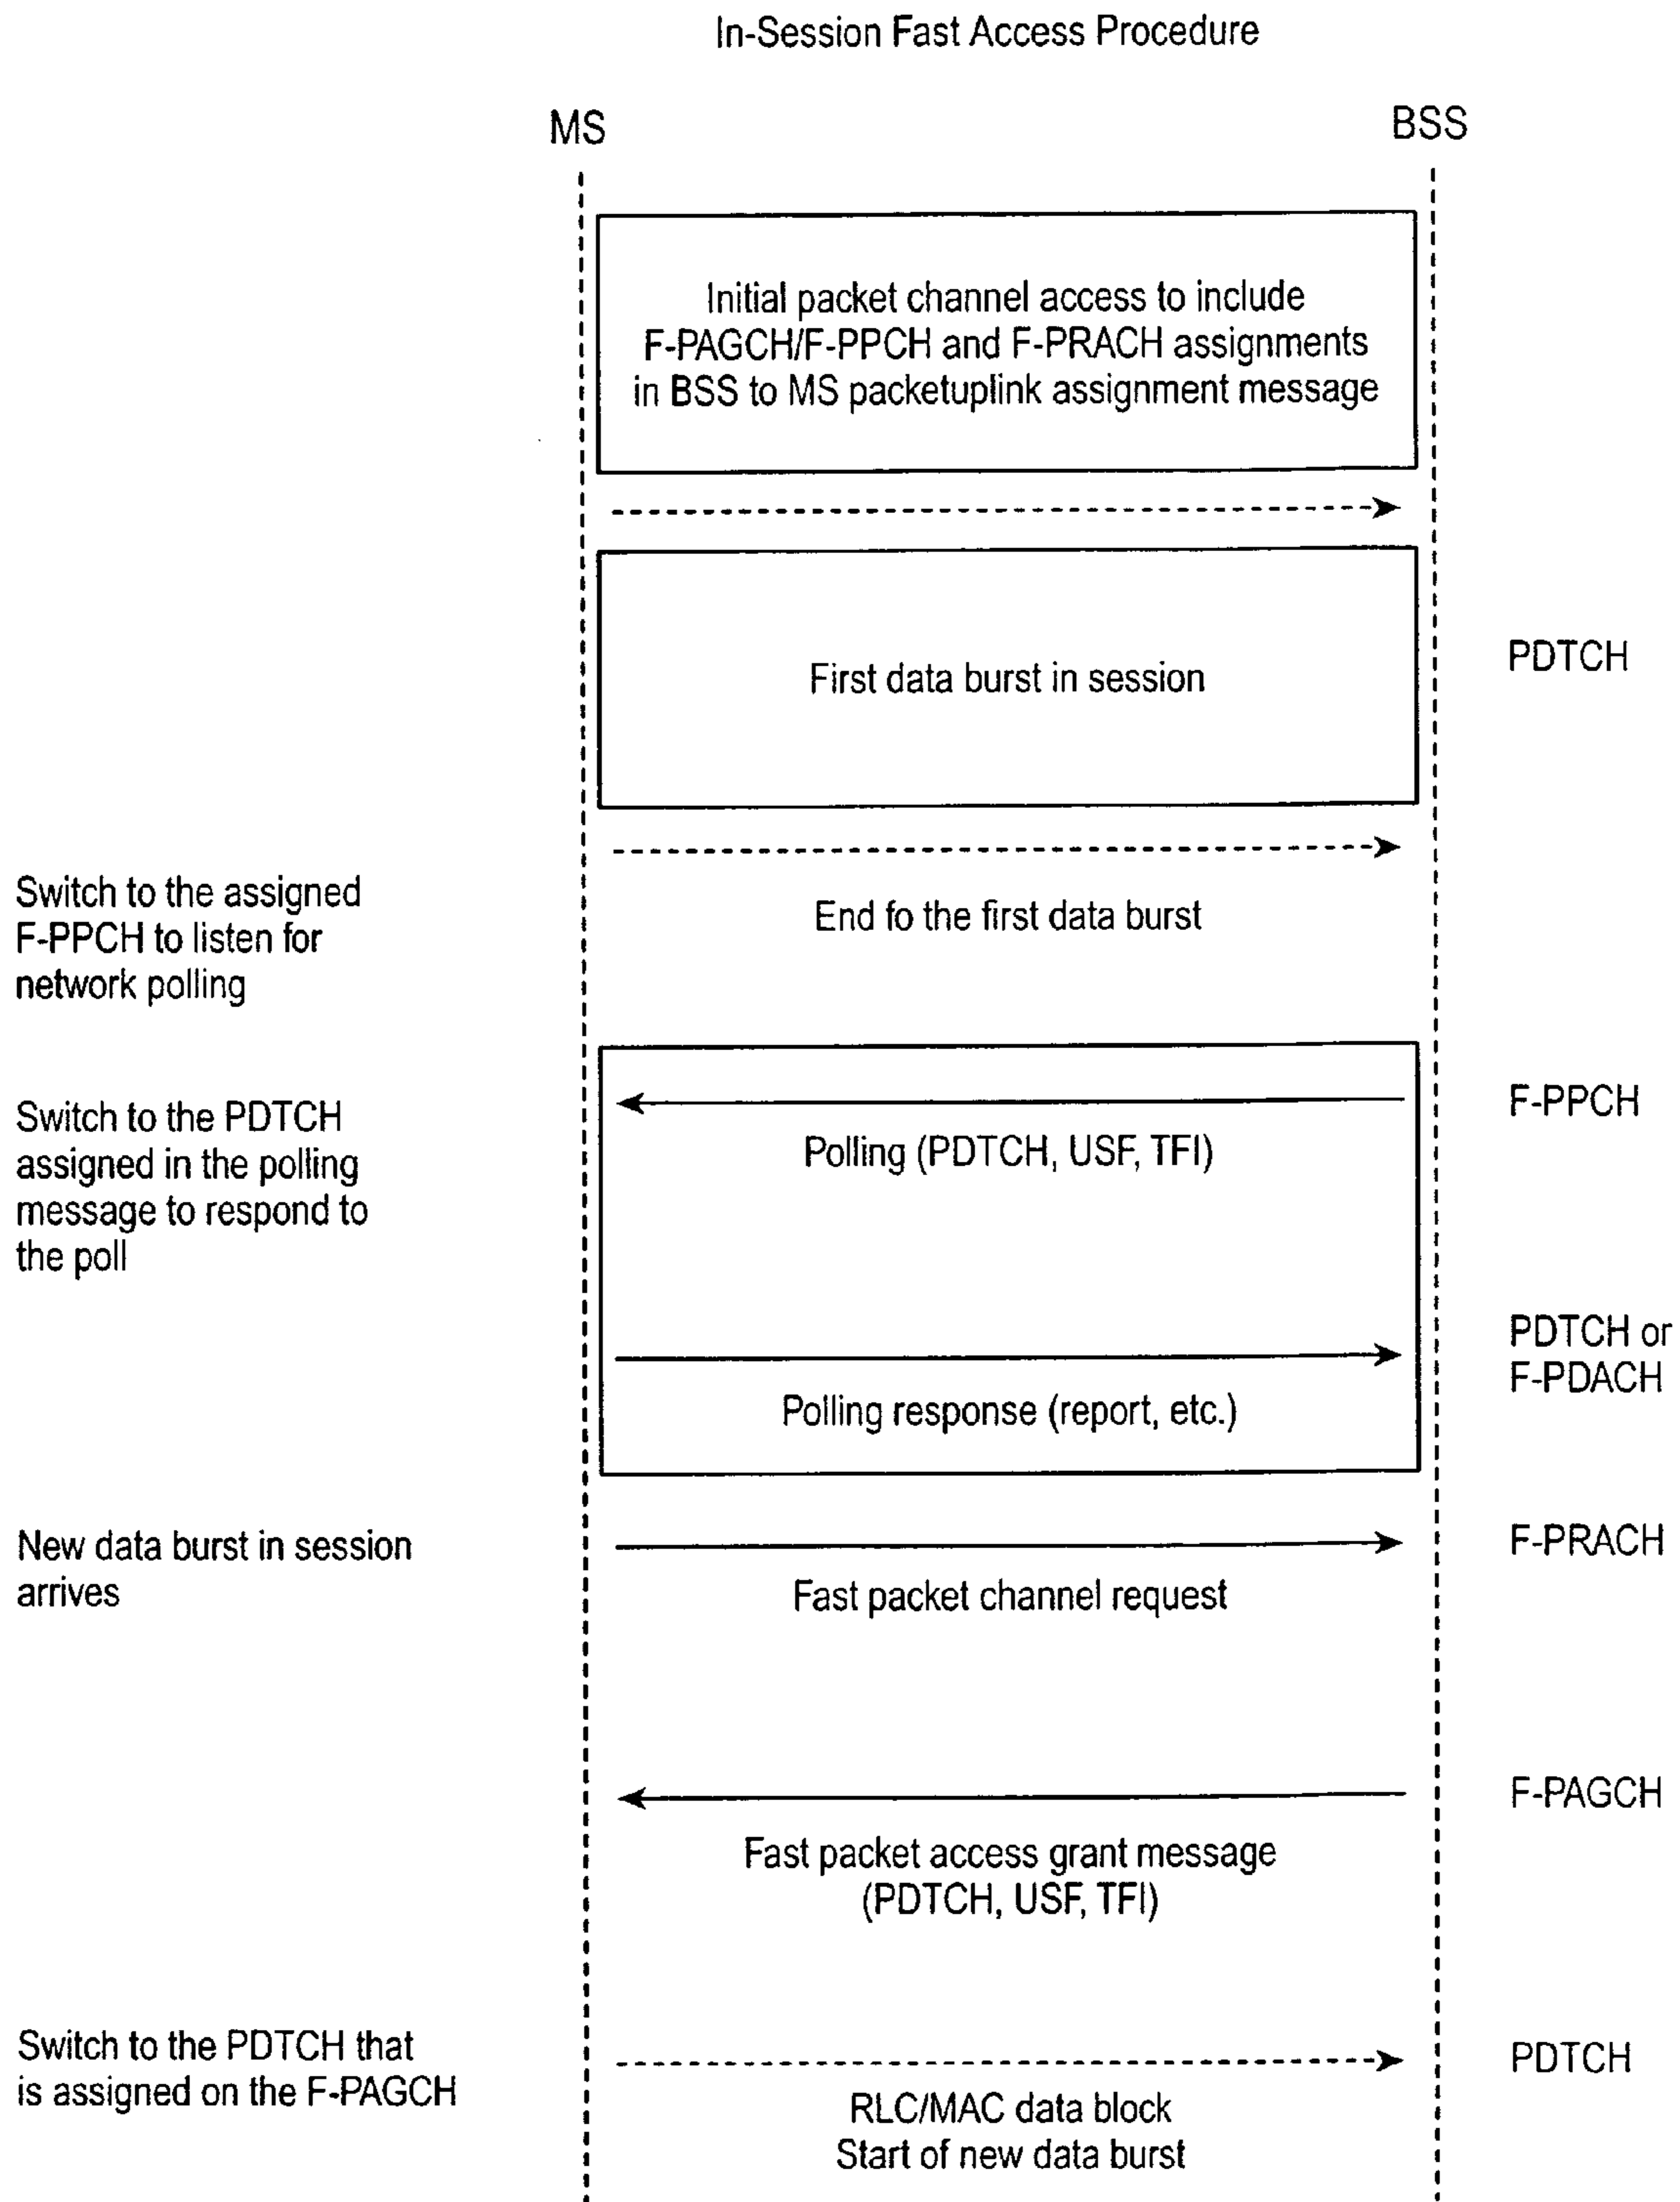 In-Session Fast Access Procedure
MS
BSS
Initial packet channel access to include
F-PAGCH/F-PPCH and F-PRACH assignments
in BSS to MS packetuplink assignment message
First data burst in session
PDTCH
Switch to the assigned
F-PPCH to listen for
network polling
End fo the first data burst
Switch to the PDTCH
assigned in the polling
message to respond to
the poll
F-PPCH
Polling (PDTCH, USF, TFI)
PDTCH or
F-PDACH
Polling response (report, etc.)
New data burst in session
arrives
F-PRACH
Fast packet channel request
F-PAGCH
Fast packet access grant message
(PDTCH, USF, TFI)
Switch to the PDTCH that
is assigned on the F-PAGCH
PDTCH
RLC/MAC data block
Start of new data burst